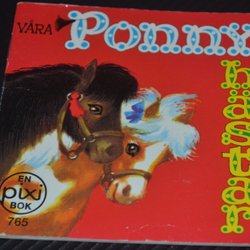 VÅRA
Ponny
hästar
EN
pixi
BOK
765